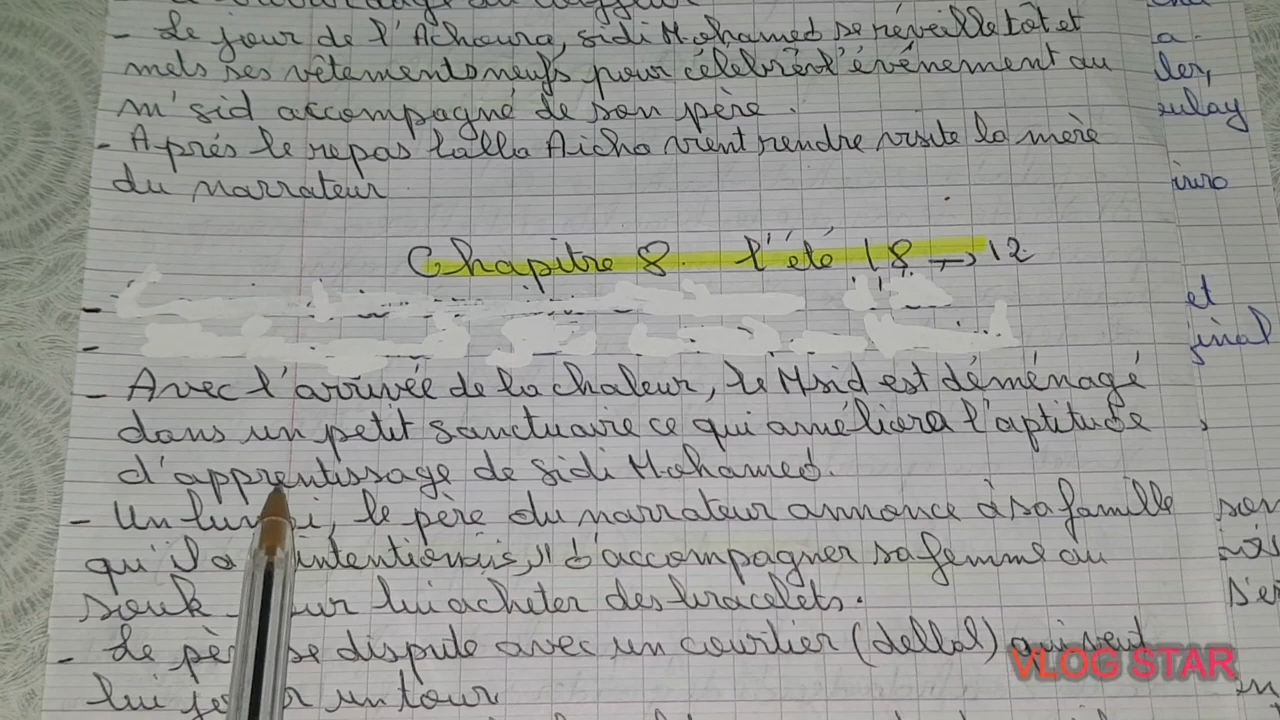 - Le jour de l'Achoura, sidi Mohamed se réveille tôt et
mets ses vêtements neufs pour célèbrer l'événement au
m'sid accompagné de son père.
- Après le repas lalla Aicha vient rendre visite la mère
du narrateur
Chapitre 8. l'été 18 → 12
- Avec l'arrivée de la chaleur, le Msid est déménagé
dans un petit sanctuaire ce qui améliora l'aptitude
d'apprentissage de sidi Mohamed.
- Un lundi, le père du narrateur annonce à sa famille
qu'il a d'accompagner sa femme au
souk pour lui acheter des bracelets.
- Le père se dispute avec un courtier (dellal) qui veut
lui jouer un tour
VLOG STAR
et
final